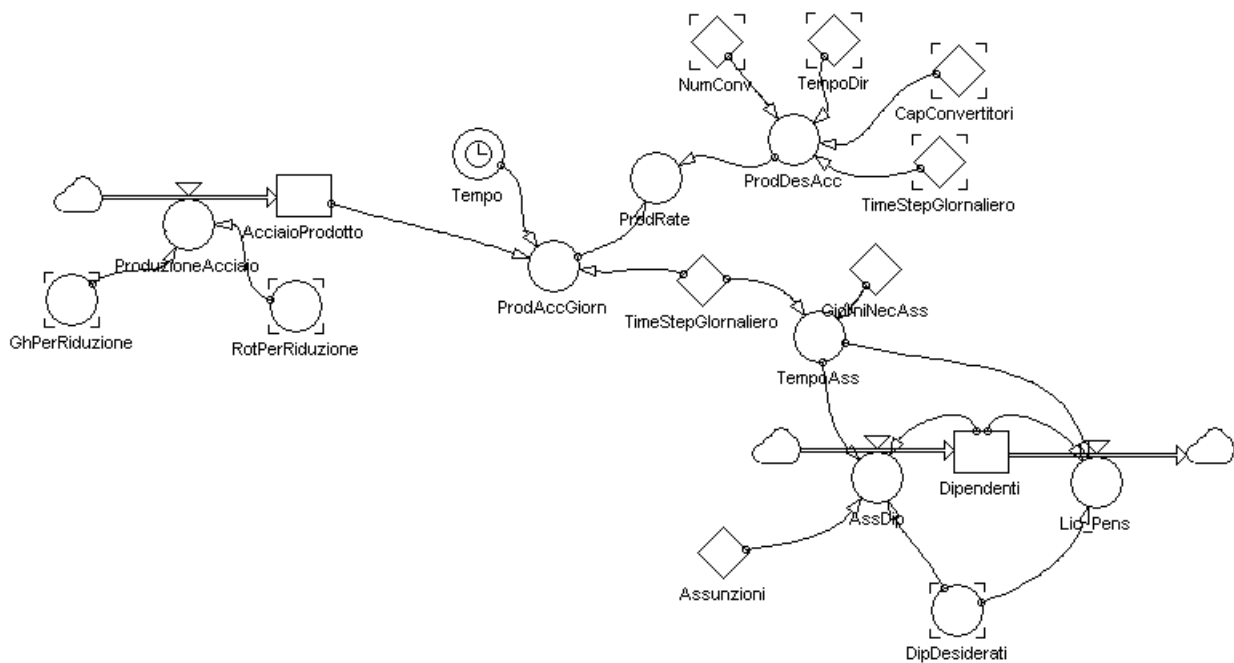 NumConv
TempoDir
CapConvertitori
ProdDesAcc
Tempo
TimeStepGIornaliero
ProdRate
AcciaioProdotto
ProduzioneAcciaio
ProdAccGiorn
TimeStepGIornaliero
GiorniNecAss
GhPerRiduzione
RotPerRiduzione
TempoAss
Dipendenti
AssDip
Lic_Pens
Assunzioni
DipDesiderati